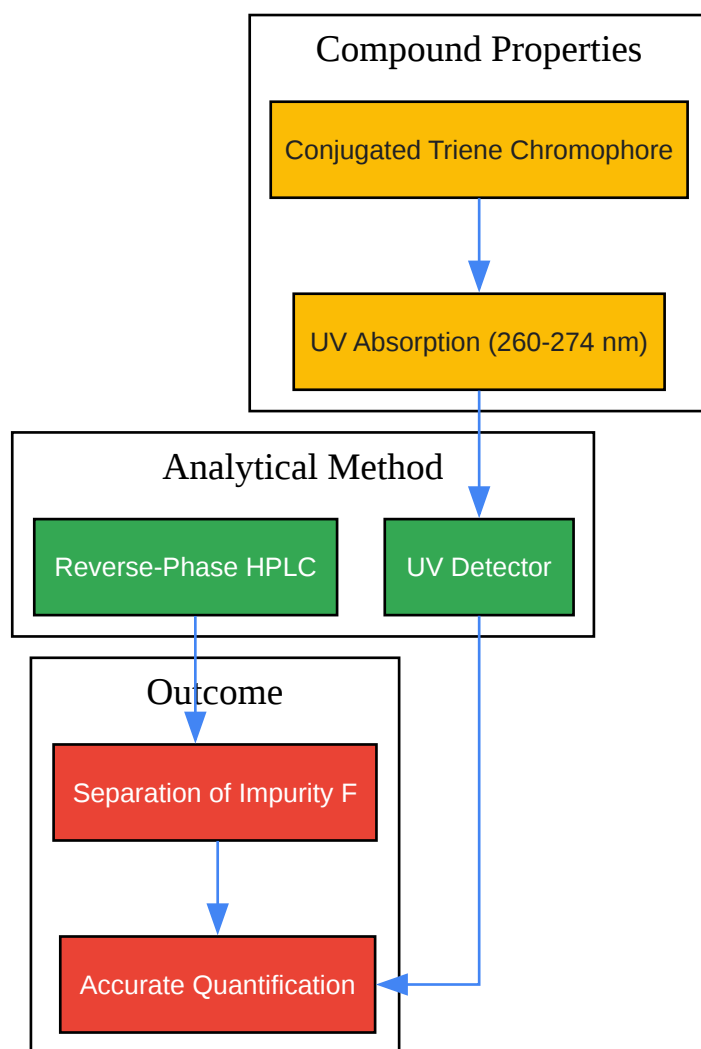 Compound Properties
Conjugated Triene Chromophore
UV Absorption (260-274 nm)
Analytical Method
Reverse-Phase HPLC
UV Detector
Outcome
Separation of Impurity F
Accurate Quantification